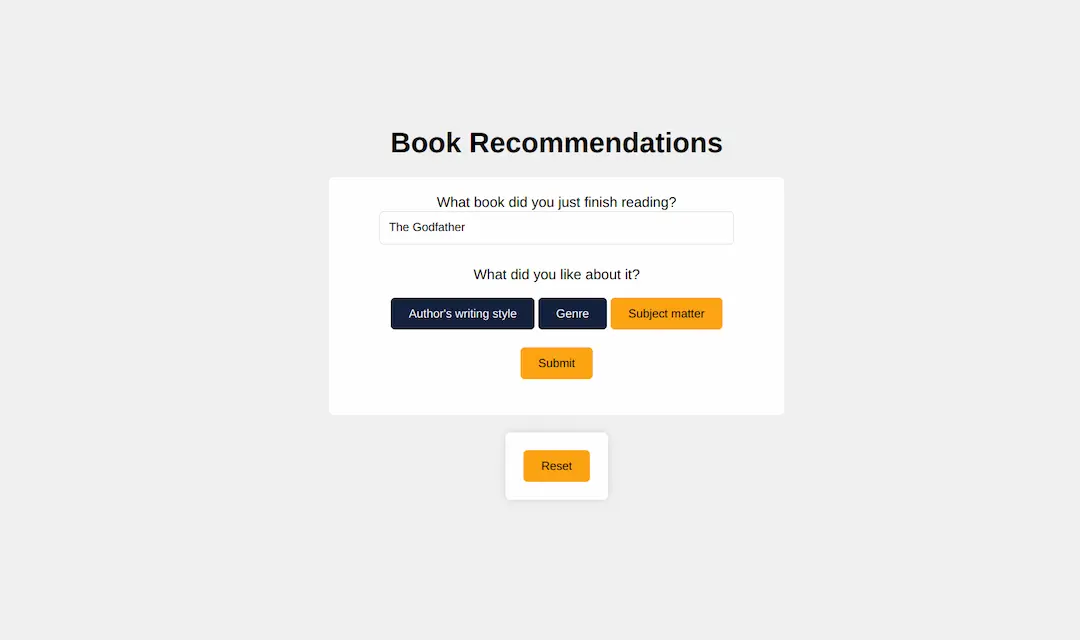 Book Recommendations
What book did you just finish reading?
The Godfather
What did you like about it?
Author's writing style Genre Subject matter
Submit
Reset